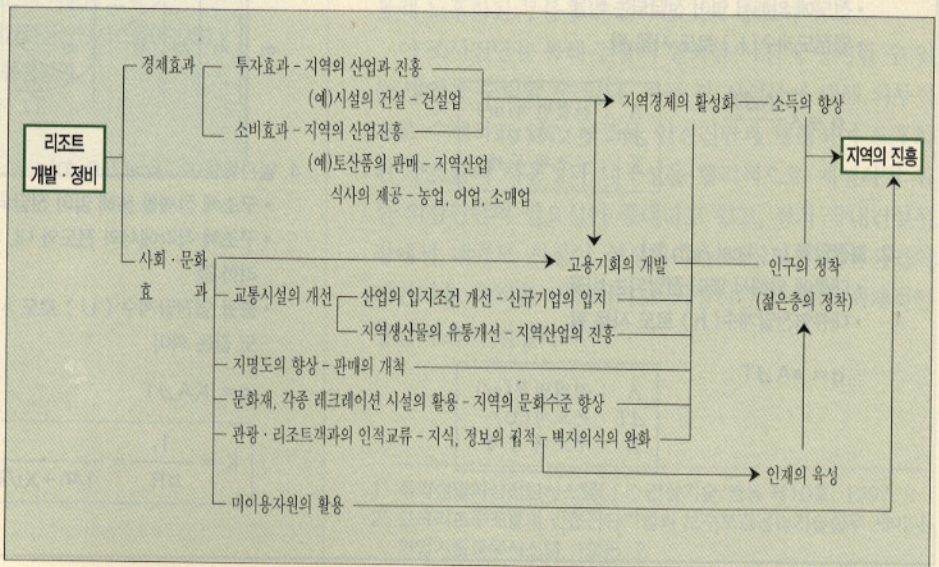 경제효과 투자효과 - 지역의 산업과 진흥
(예)시설의 건설 - 건설업
지역경제의 활성화 소득의 향상
소비효과 - 지역의 산업진흥
리조트
개발 · 정비
지역의 진흥
(예)토산품의 판매 - 지역산업
식사의 제공 - 농업, 어업, 소매업
사회 · 문화
고용기회의 개발 인구의 정착
효 과
교통시설의 개선 산업의 입지조건 개선 - 신규기업의 입지 (젊은층의 정착)
지역생산물의 유통개선 - 지역산업의 진흥
지명도의 향상 - 판매의 개척
문화재, 각종 레크레이션 시설의 활용 - 지역의 문화수준 향상
관광 · 리조트객과의 인적교류 - 지식, 정보의 집적 - 벽지의식의 완화
인재의 육성
미이용자원의 활용